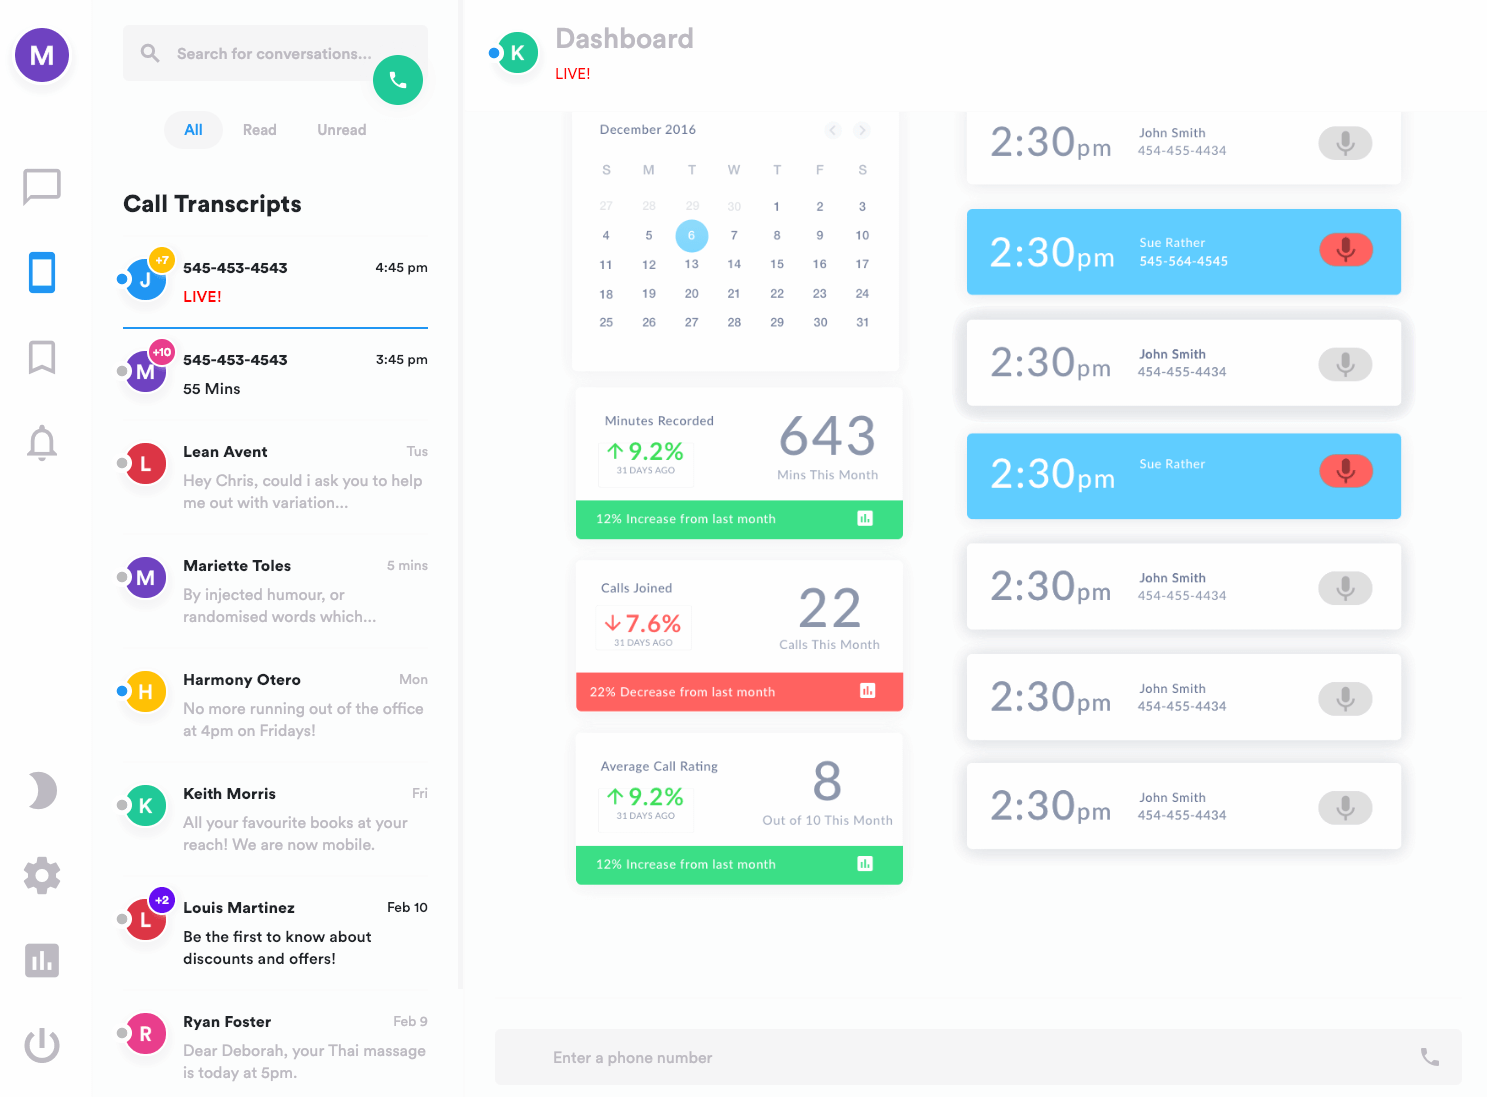 M
Search for conversations...
All Read Unread
Call Transcripts
J
+7
545-453-4543
4:45 pm
LIVE!
M
+10
545-453-4543
3:45 pm
55 Mins
L
Lean Avent
Tus
Hey Chris, could i ask you to help
me out with variation...
M
Mariette Toles
5 mins
By injected humour, or
randomised words which...
H
Harmony Otero
Mon
No more running out of the office
at 4pm on Fridays!
K
Keith Morris
Fri
All your favourite books at your
reach! We are now mobile.
L
+2
Louis Martinez
Feb 10
Be the first to know about
discounts and offers!
R
Ryan Foster
Feb 9
Dear Deborah, your Thai massage
is today at 5pm.
K
Dashboard
LIVE!
December 2016
S M T W T F S
27 28 29 30 1 2 3
4 5 6 7 8 9 10
11 12 13 14 15 16 17
18 19 20 21 22 23 24
25 26 27 28 29 30 31
Minutes Recorded
9.2%
31 DAYS AGO
643
Mins This Month
12% Increase from last month
Calls Joined
7.6%
31 DAYS AGO
22
Calls This Month
22% Decrease from last month
Average Call Rating
9.2%
31 DAYS AGO
8
Out of 10 This Month
12% Increase from last month
2:30pm
John Smith
454-455-4434
2:30pm
Sue Rather
545-564-4545
2:30pm
John Smith
454-455-4434
2:30pm
Sue Rather
2:30pm
John Smith
454-455-4434
2:30pm
John Smith
454-455-4434
2:30pm
John Smith
454-455-4434
Enter a phone number